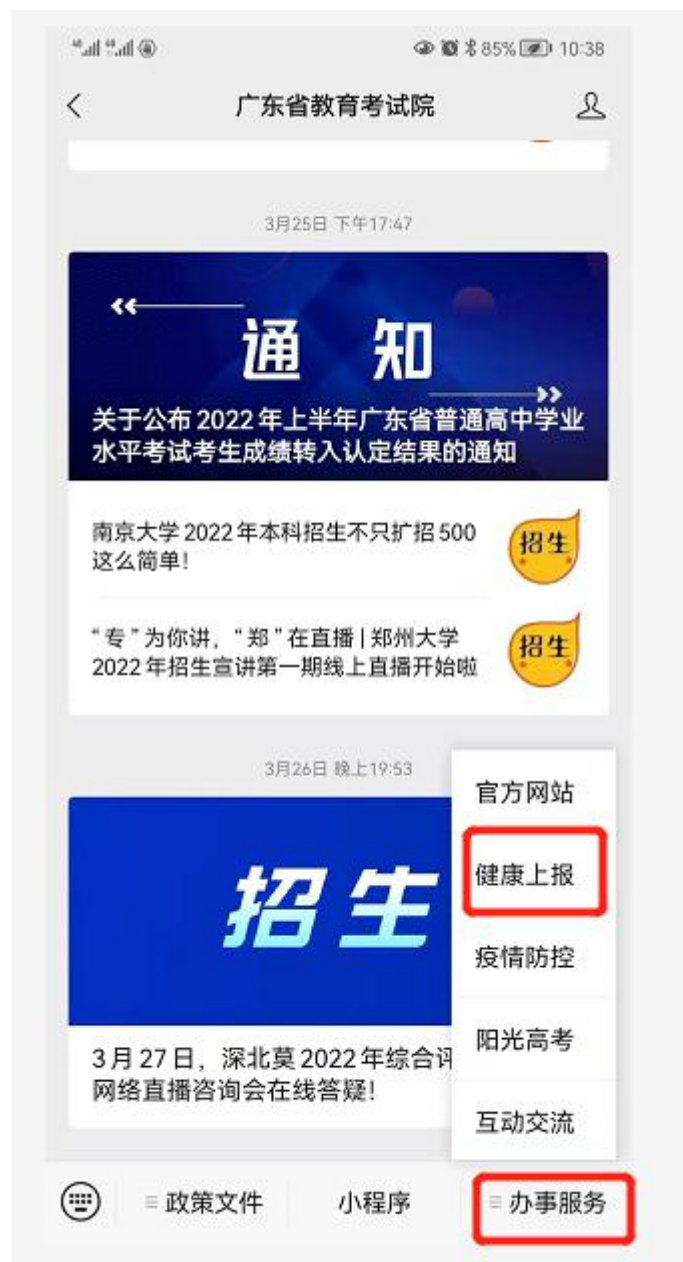 85% 10:38
广东省教育考试院
3月25日 下午17:47
通 知
关于公布2022年上半年广东省普通高中学业
水平考试考生成绩转入认定结果的通知
南京大学2022年本科招生不只扩招500
这么简单！
招生
“专”为你讲，“郑”在直播|郑州大学
2022年招生宣讲第一期线上直播开始啦
招生
3月26日 晚上19:53
招生
3月27日，深北莫2022年综合评
网络直播咨询会在线答疑！
官方网站
健康上报
疫情防控
阳光高考
互动交流
政策文件 小程序 办事服务